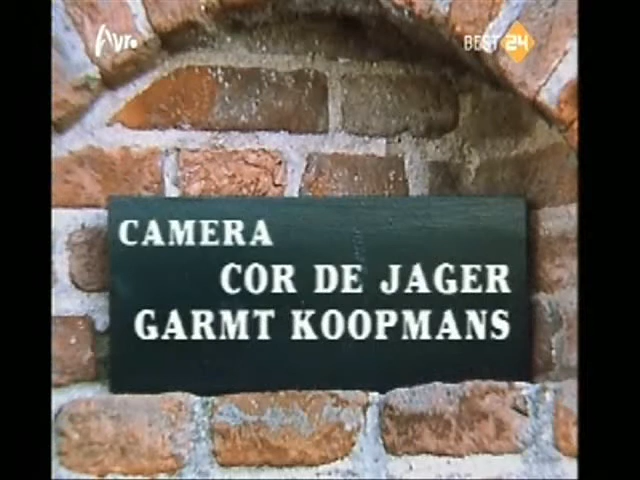 Avro
BEST 24
CAMERA
COR DE JAGER
GARMT KOOPMANS